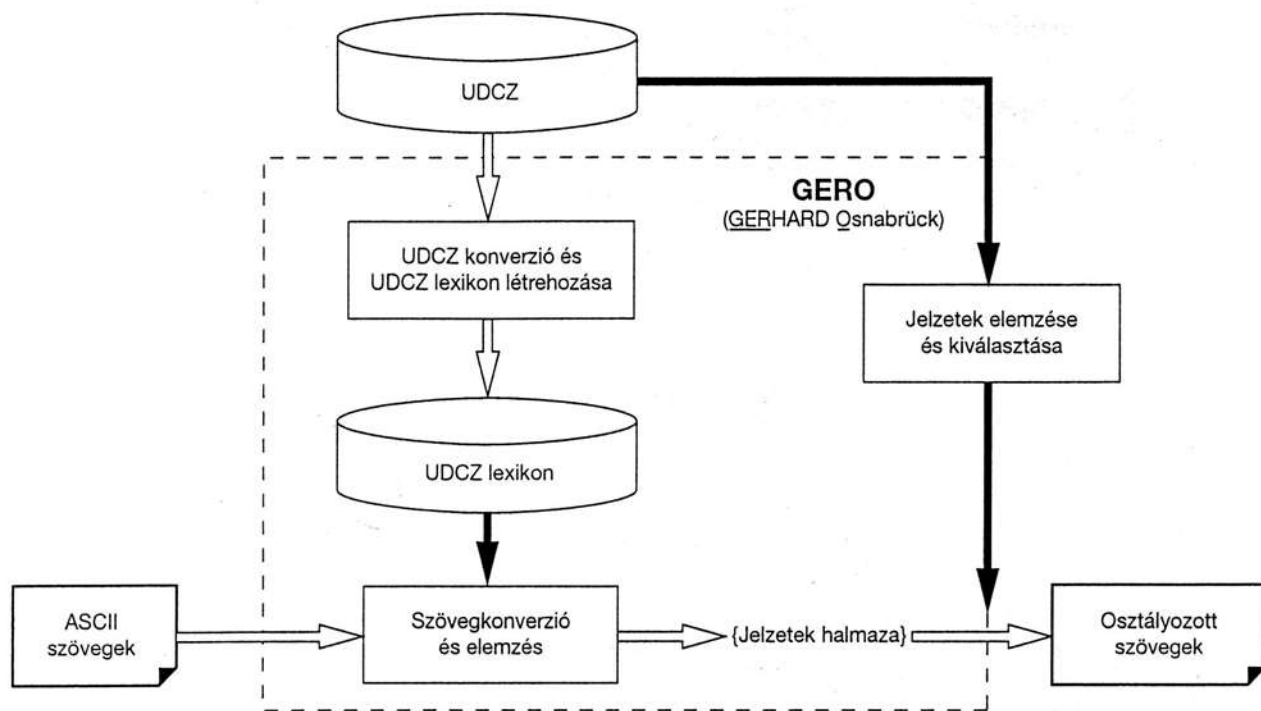 UDCZ
GERO
(GERHARD Osnabrück)
UDCZ konverzió és
UDCZ lexikon létrehozása
Jelzetek elemzése
és kiválasztása
UDCZ lexikon
ASCII
szövegek
Szövegkonverzió
és elemzés
{Jelzetek halmaza}
Osztályozott
szövegek